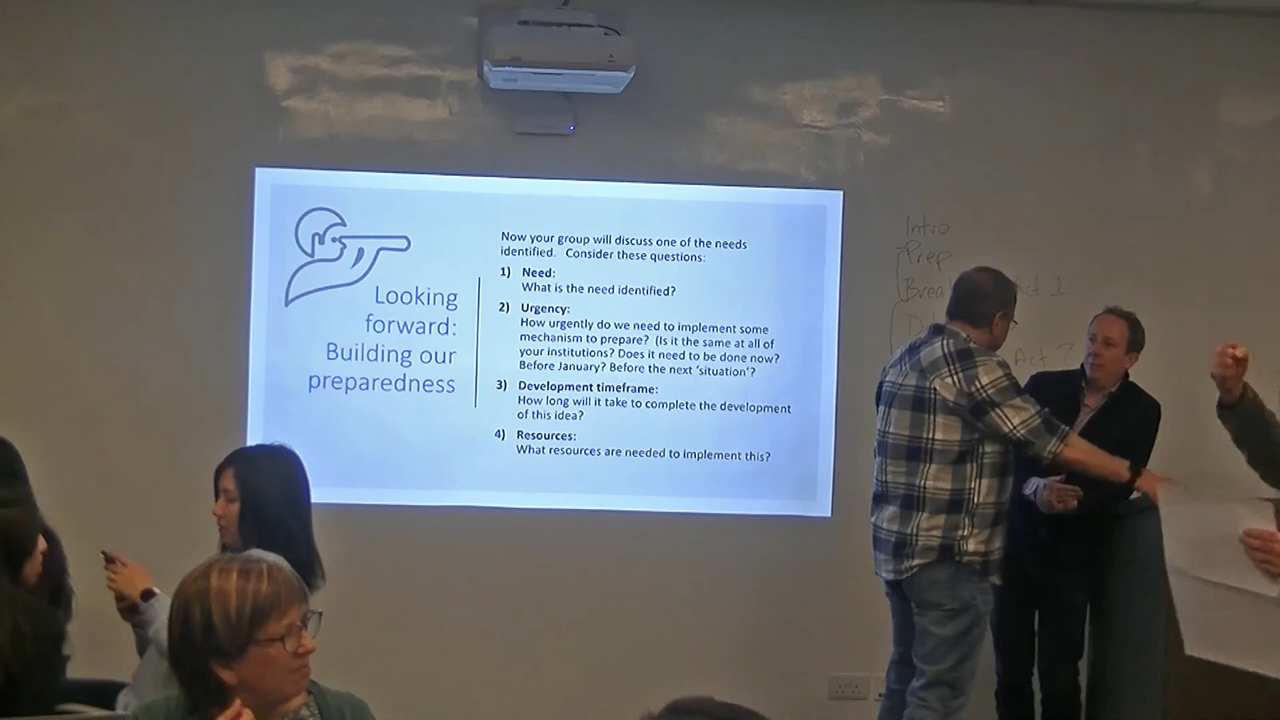 Looking
forward:
Building our
preparedness
Now your group will discuss one of the needs
identified. Consider these questions:
1) Need:
What is the need identified?
2) Urgency:
How urgently do we need to implement some
mechanism to prepare? (Is it the same at all of
your institutions? Does it need to be done now?
Before January? Before the next 'situation'?
3) Development timeframe:
How long will it take to complete the development
of this idea?
4) Resources:
What resources are needed to implement this?
Intro
Prep
Act 1
Act